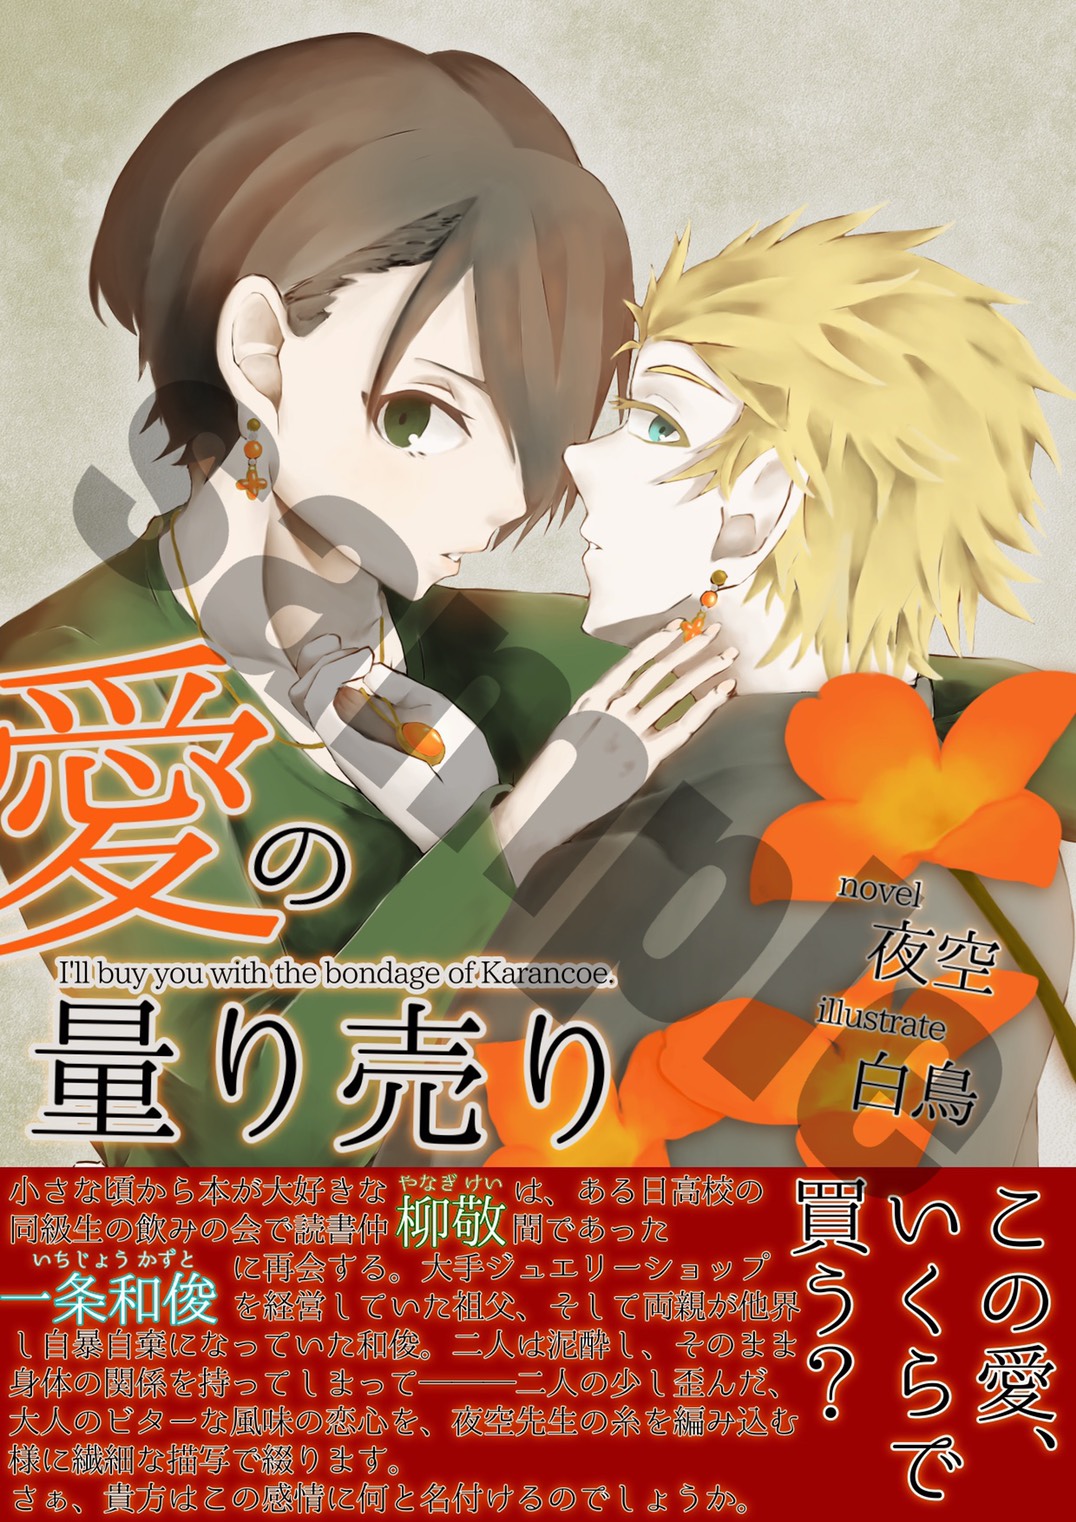 sample
愛の
I'll buy you with the bondage of Karancoe.
量り売り
novel
夜空
illustrate
白鳥
この愛、
いくらで
買う？
やなぎ けい
小さな頃から本が大好きな柳敬は、ある日高校の
同級生の飲みの会で読書仲間であった
いちじょう かずと
一条和俊に再会する。大手ジュエリーショップ
を経営していた祖父、そして両親が他界
し自暴自棄になっていた和俊。二人は泥酔し、そのまま
身体の関係を持ってしまって―――二人の少し歪んだ、
大人のビターな風味の恋心を、夜空先生の糸を編み込む
様に繊細な描写で綴ります。
さぁ、貴方はこの感情に何と名付けるのでしょうか。